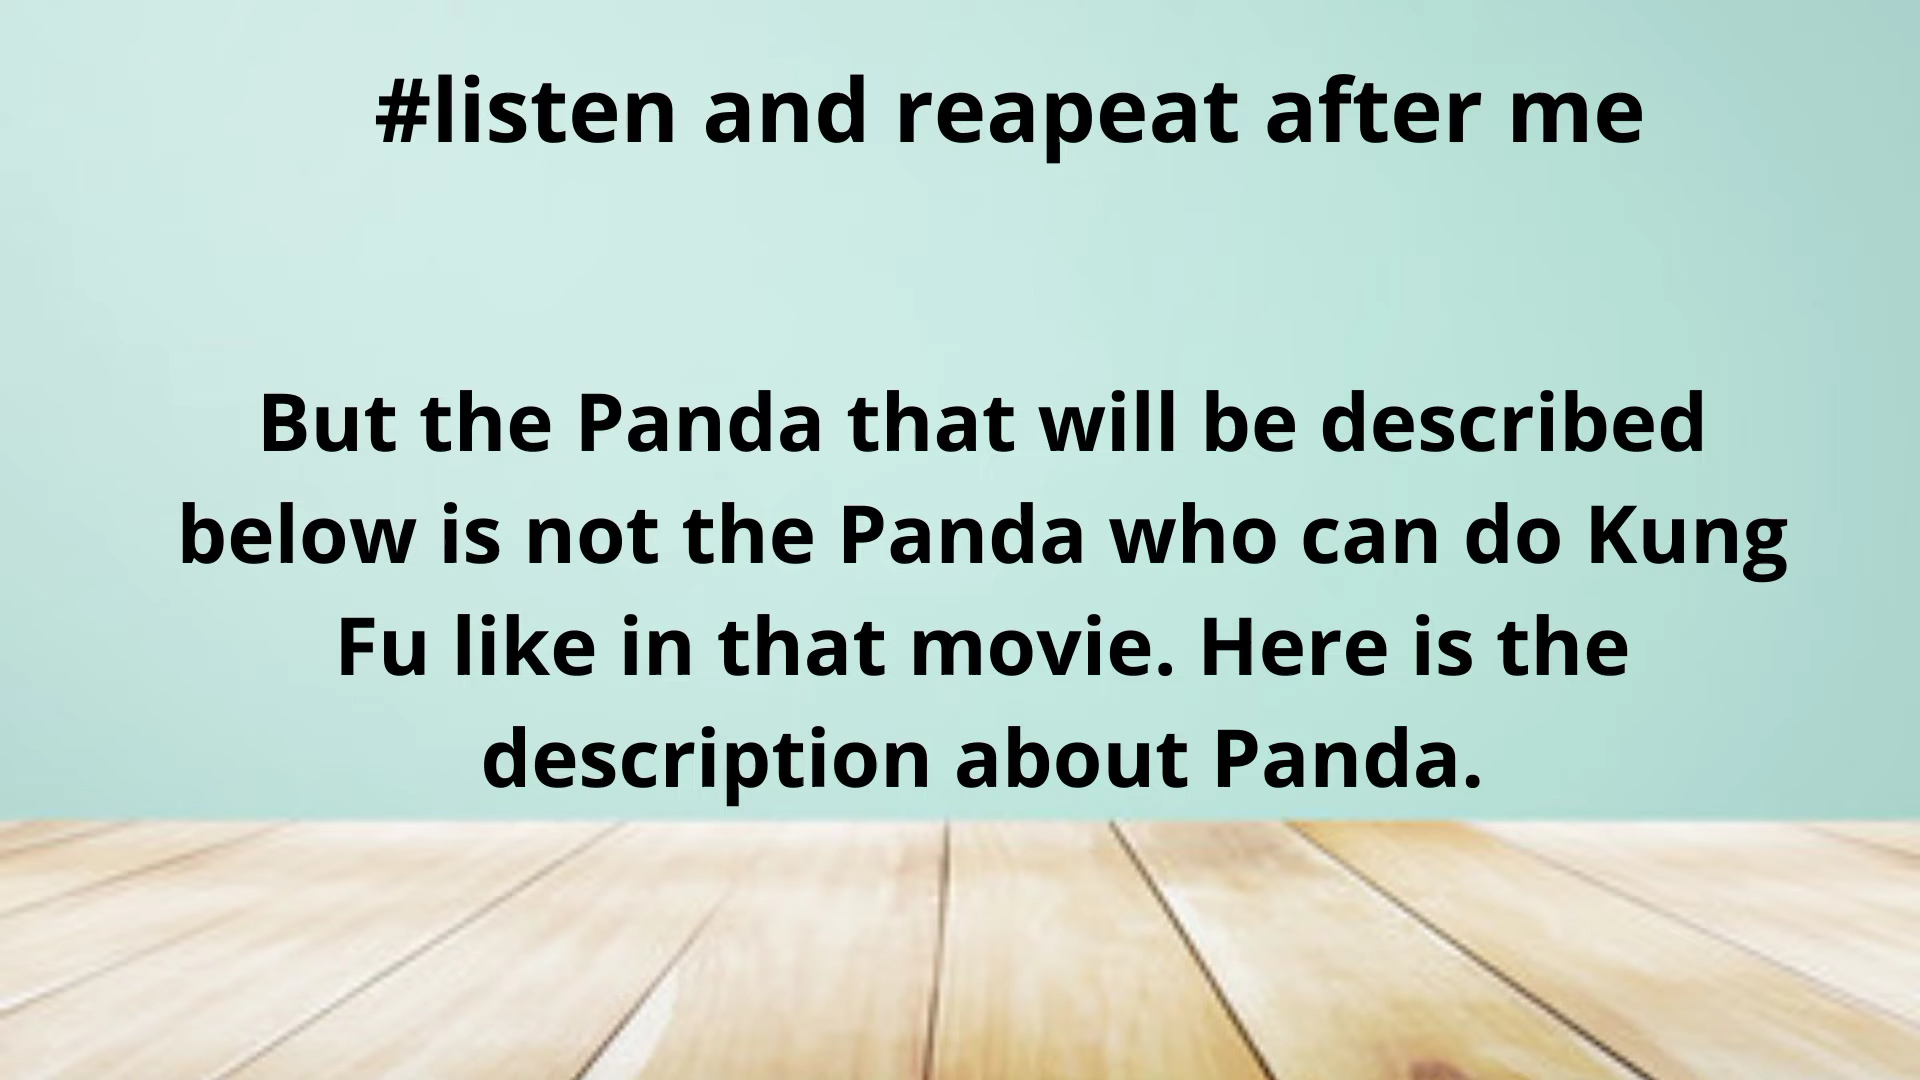 #listen and reapeat after me
But the Panda that will be described
below is not the Panda who can do Kung
Fu like in that movie. Here is the
description about Panda.